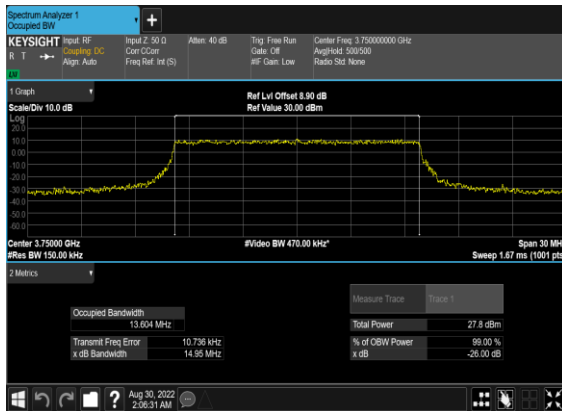 Spectrum Analyzer 1
Occupied BW
KEYSIGHT
R T
LXI
Input: RF
Coupling: DC
Align: Auto
Input Z: 50 Ω
Corr CCorr
Freq Ref: Int (S)
Atten: 40 dB
Trig: Free Run
Gate: Off
#IF Gain: Low
Center Freq: 3.750000000 GHz
Avg|Hold: 500/500
Radio Std: None
1 Graph
Scale/Div 10.0 dB
Ref Lvl Offset 8.90 dB
Ref Value 30.00 dBm
Log
20.0
10.0
0.00
-10.0
-20.0
-30.0
-40.0
-50.0
-60.0
Center 3.75000 GHz
#Res BW 150.00 kHz
#Video BW 470.00 kHz*
Span 30 MH
Sweep 1.67 ms (1001 pts
2 Metrics
Occupied Bandwidth
13.604 MHz
Transmit Freq Error 10.736 kHz
x dB Bandwidth 14.95 MHz
Measure Trace Trace 1
Total Power 27.8 dBm
% of OBW Power 99.00 %
x dB -26.00 dB
?
Aug 30, 2022
2:06:31 AM